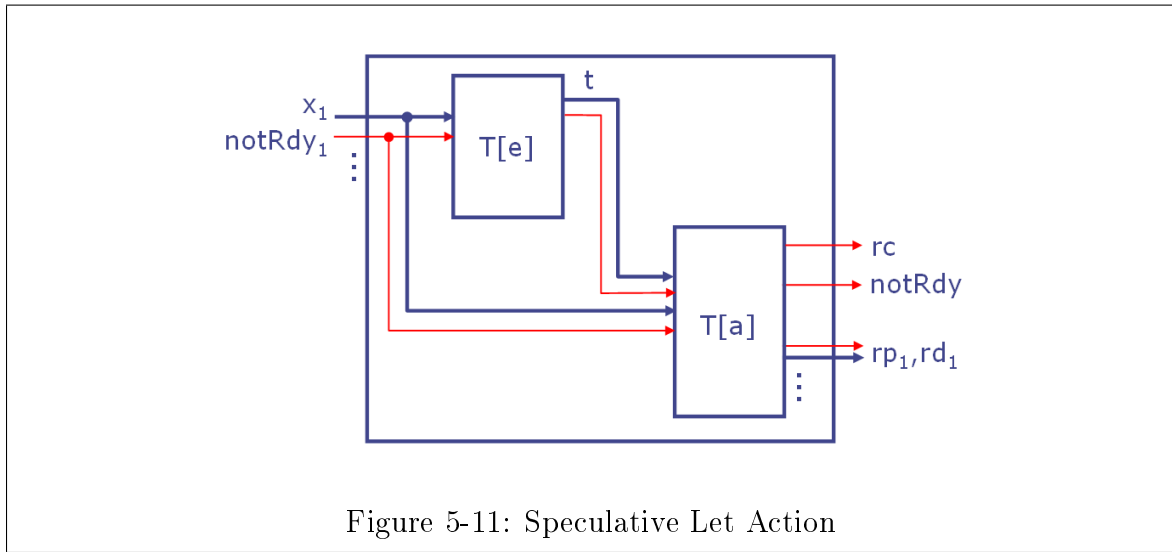 t
x₁
notRdy₁
⋮
T[e]
rc
notRdy
T[a]
rp₁,rd₁
⋮
Figure 5-11: Speculative Let Action